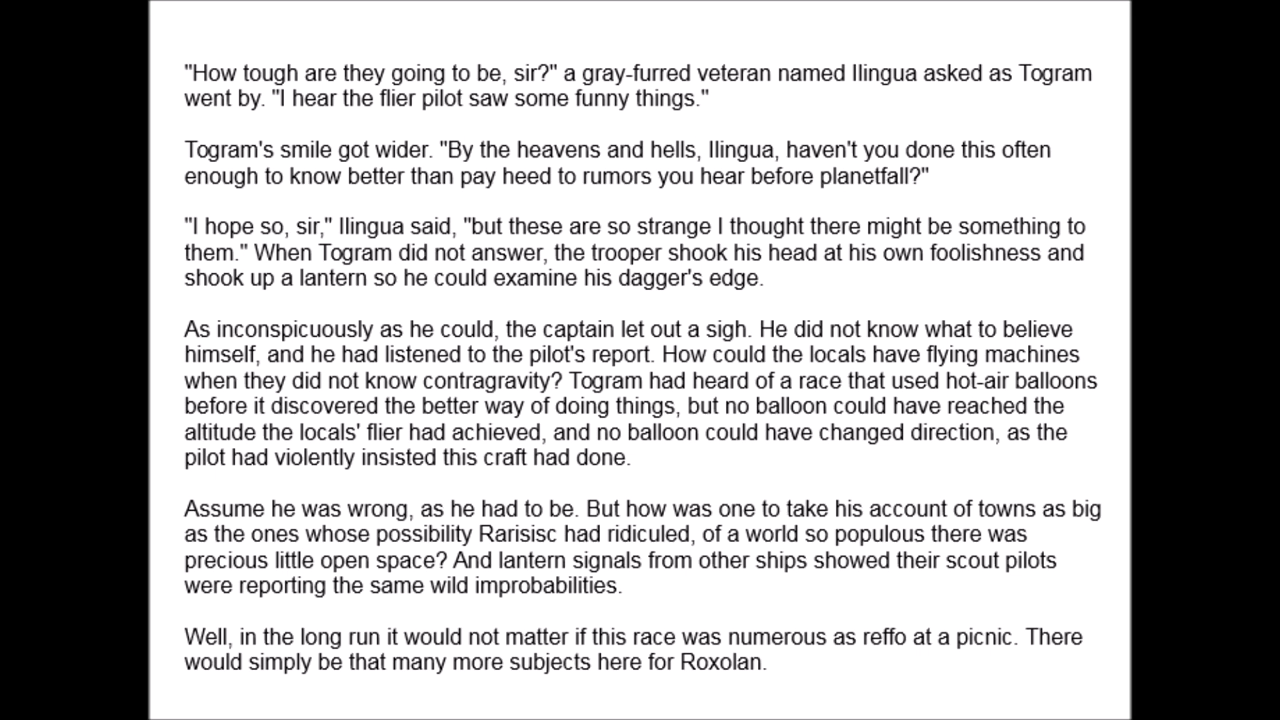 "How tough are they going to be, sir?" a gray-furred veteran named Ilingua asked as Togram
went by. "I hear the flier pilot saw some funny things."
Togram's smile got wider. "By the heavens and hells, Ilingua, haven't you done this often
enough to know better than pay heed to rumors you hear before planetfall?"
"I hope so, sir," Ilingua said, "but these are so strange I thought there might be something to
them." When Togram did not answer, the trooper shook his head at his own foolishness and
shook up a lantern so he could examine his dagger's edge.
As inconspicuously as he could, the captain let out a sigh. He did not know what to believe
himself, and he had listened to the pilot's report. How could the locals have flying machines
when they did not know contragravity? Togram had heard of a race that used hot-air balloons
before it discovered the better way of doing things, but no balloon could have reached the
altitude the locals' flier had achieved, and no balloon could have changed direction, as the
pilot had violently insisted this craft had done.
Assume he was wrong, as he had to be. But how was one to take his account of towns as big
as the ones whose possibility Rarisisc had ridiculed, of a world so populous there was
precious little open space? And lantern signals from other ships showed their scout pilots
were reporting the same wild improbabilities.
Well, in the long run it would not matter if this race was numerous as reffo at a picnic. There
would simply be that many more subjects here for Roxolan.